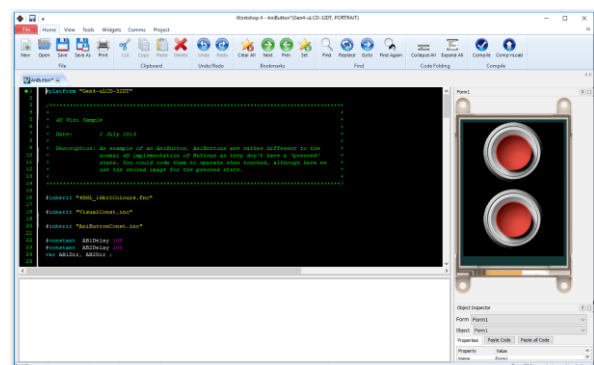 Workshop 4 - AniButton*(Gen4-uLCD-32DT, PORTRAIT)
File Home View Tools Widgets Comms Project
New Open Save Save As Print Cut Copy Paste Delete Undo Redo Clear All Next Prev Set Find Replace Goto Find Again Collapse All Expand All Compile Comp'nLoad
File Clipboard Undo/Redo Bookmarks Find Code Folding Compile
AniButton*
Form1
#platform "Gen4-uLCD-32DT"
4D Visi Sample
Date: 2 July 2019
Description: An example of an AniButton. AniButtons are rather different to the
normal 4D implementation of Buttons as they don't have a "pressed"
state. You could code them to operate when touched, although here we
use the second image for the pressed state.
#inherit "4DGL_16bitColours.fnc"
#inherit "VisualConst.inc"
#inherit "AniButtonConst.inc"
#constant AB1Delay 100
#constant AB2Delay 100
var AB1Dir, AB2Dir ;
Object Inspector
Form Form1
Object Form1
Properties Paste Code Paste all Code
Property Value
Name Form1